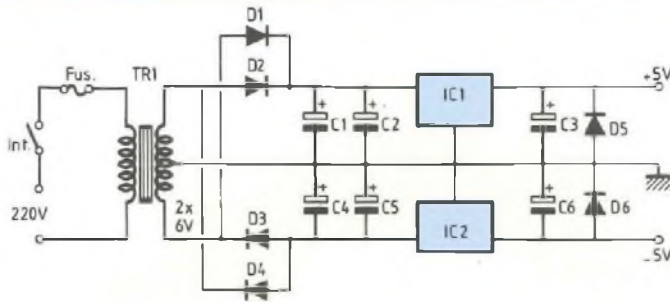 D1
Fus.
TR1
D2
+5V
IC1
C1
C2
C3
D5
Int.
220V
2x
6V
C4
C5
C6
D6
D3
IC2
D4
-5V